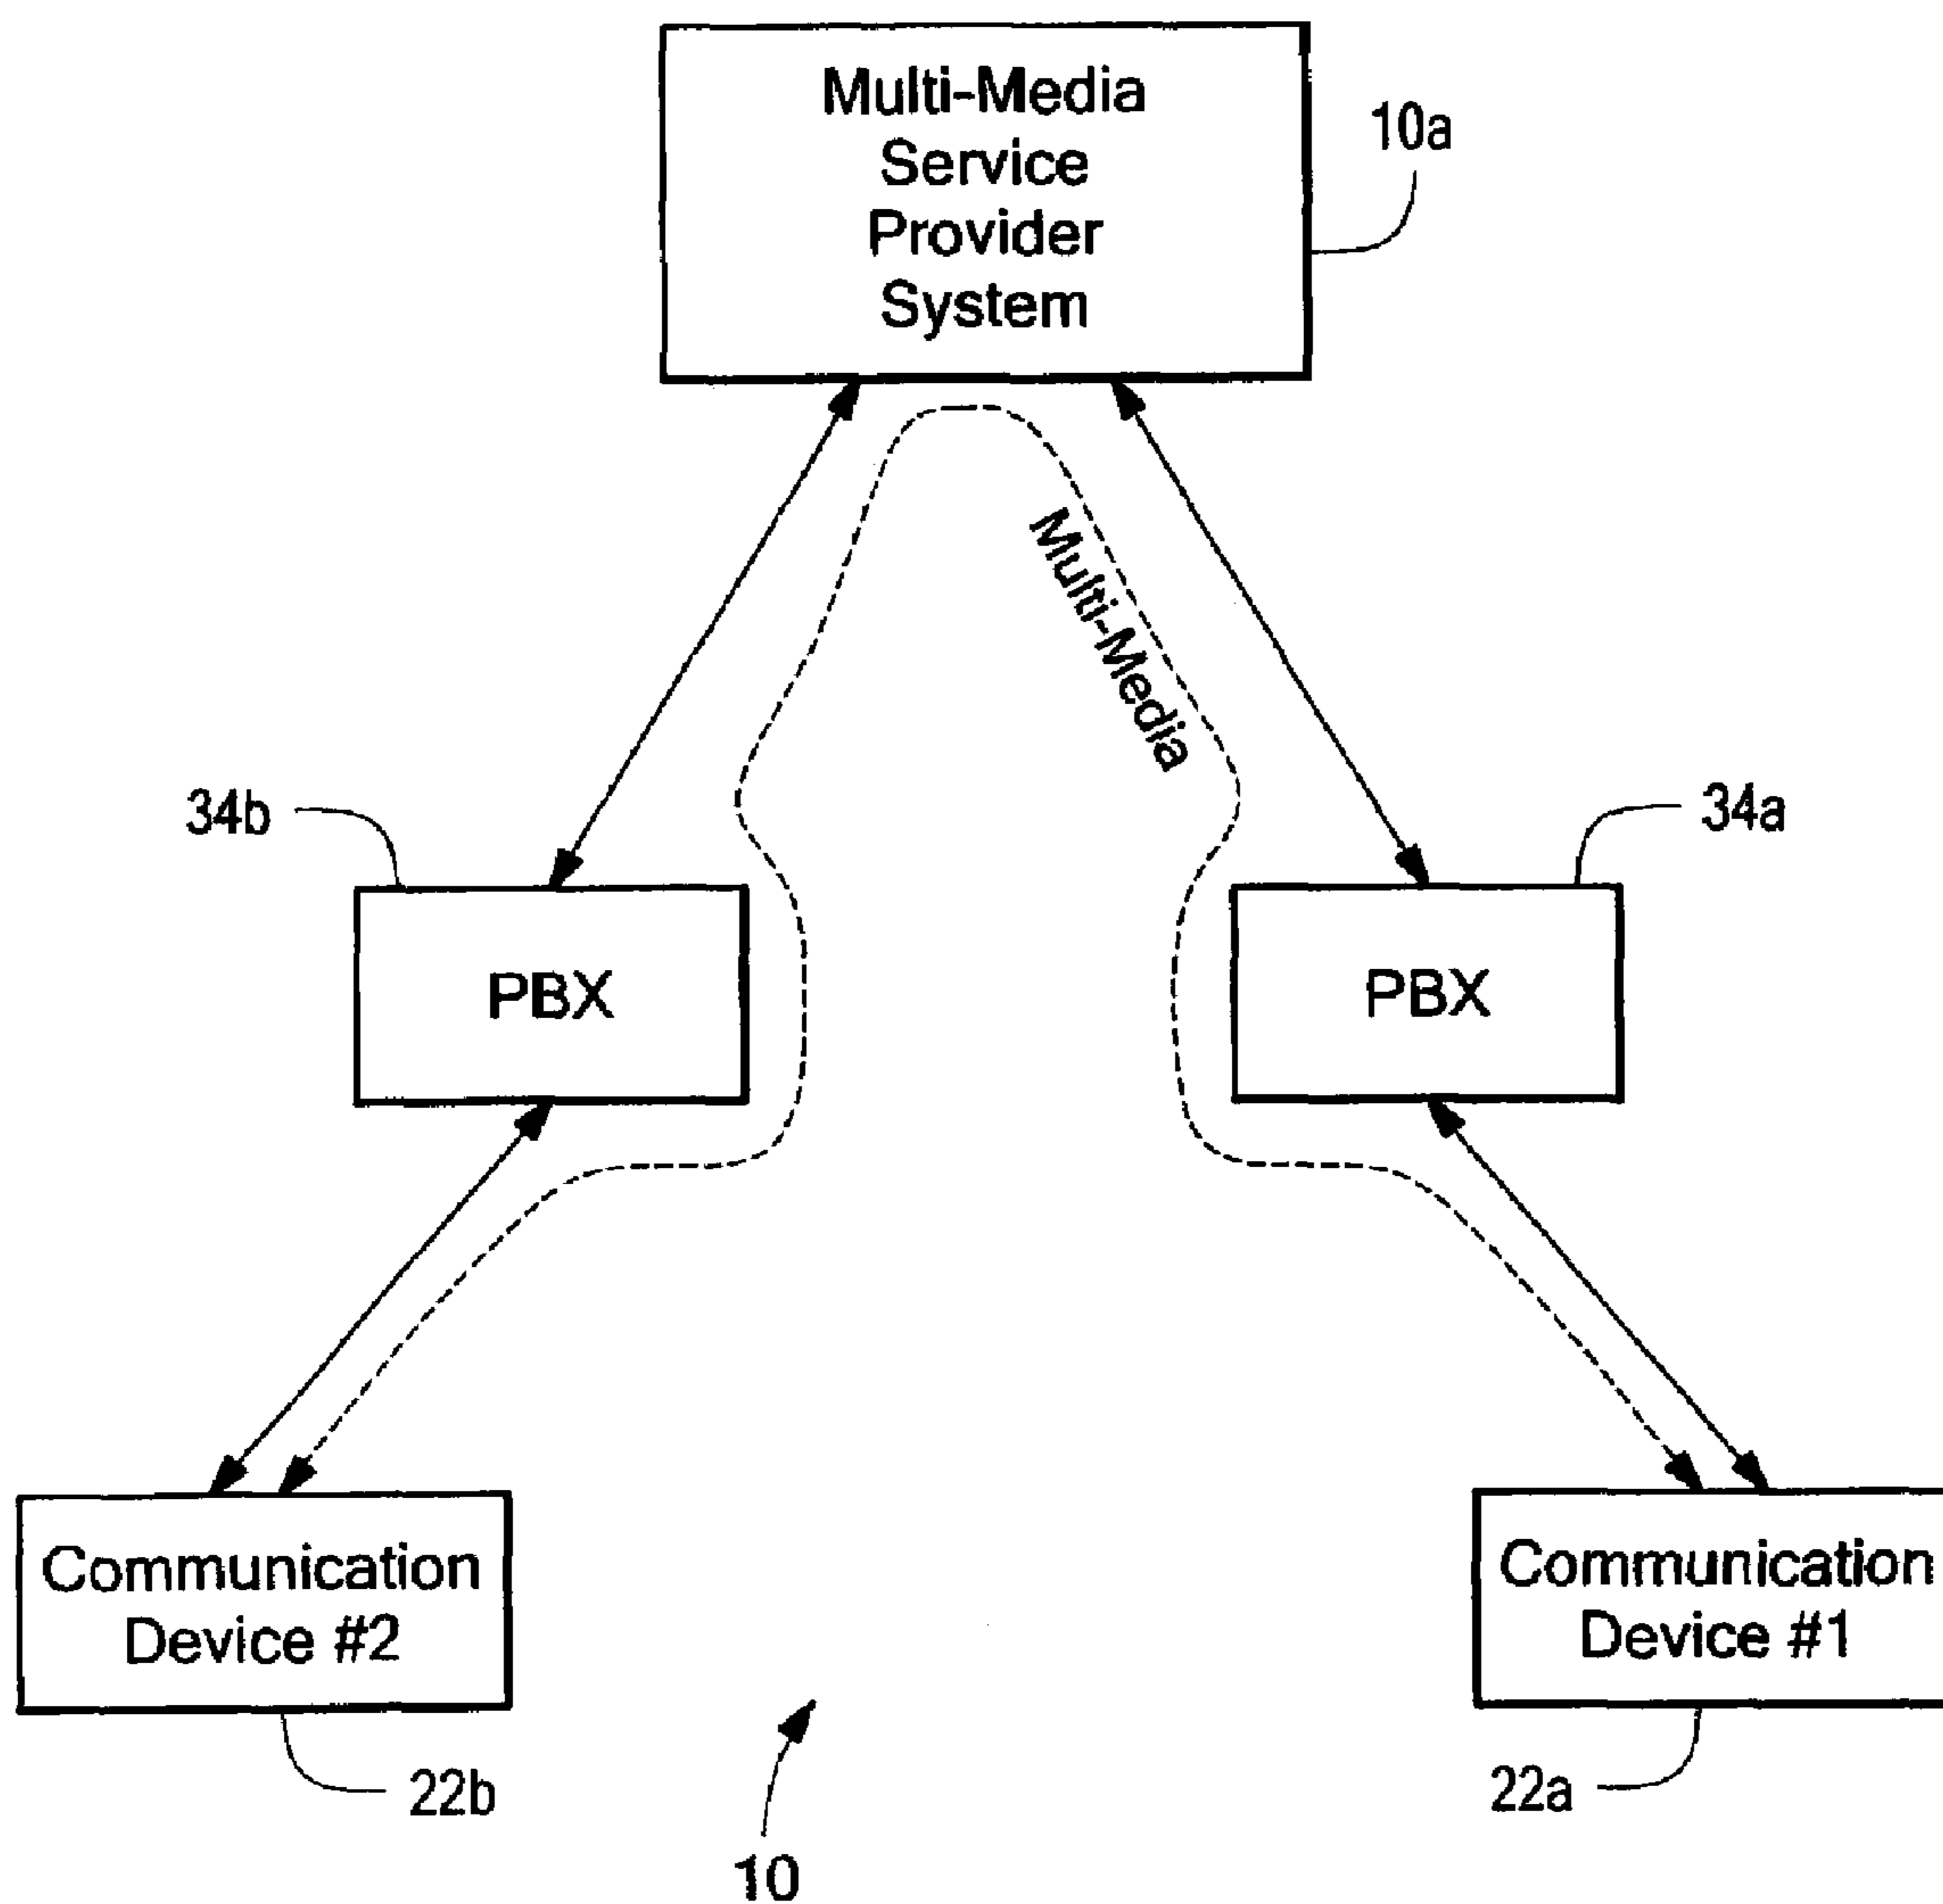 Multi-Media
Service
Provider
System
10a
Multi-Media
34b
34a
PBX
PBX
Communication
Device #2
Communication
Device #1
22b
22a
10